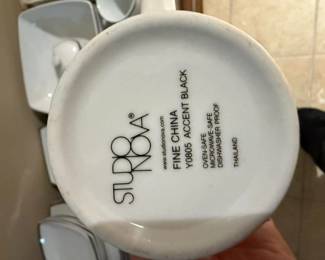 STUDIO
NOVA®
www.studionova.com
FINE CHINA
Y0805 ACCENT BLACK
OVEN-SAFE
MICROWAVE-SAFE
DISHWASHER PROOF
THAILAND